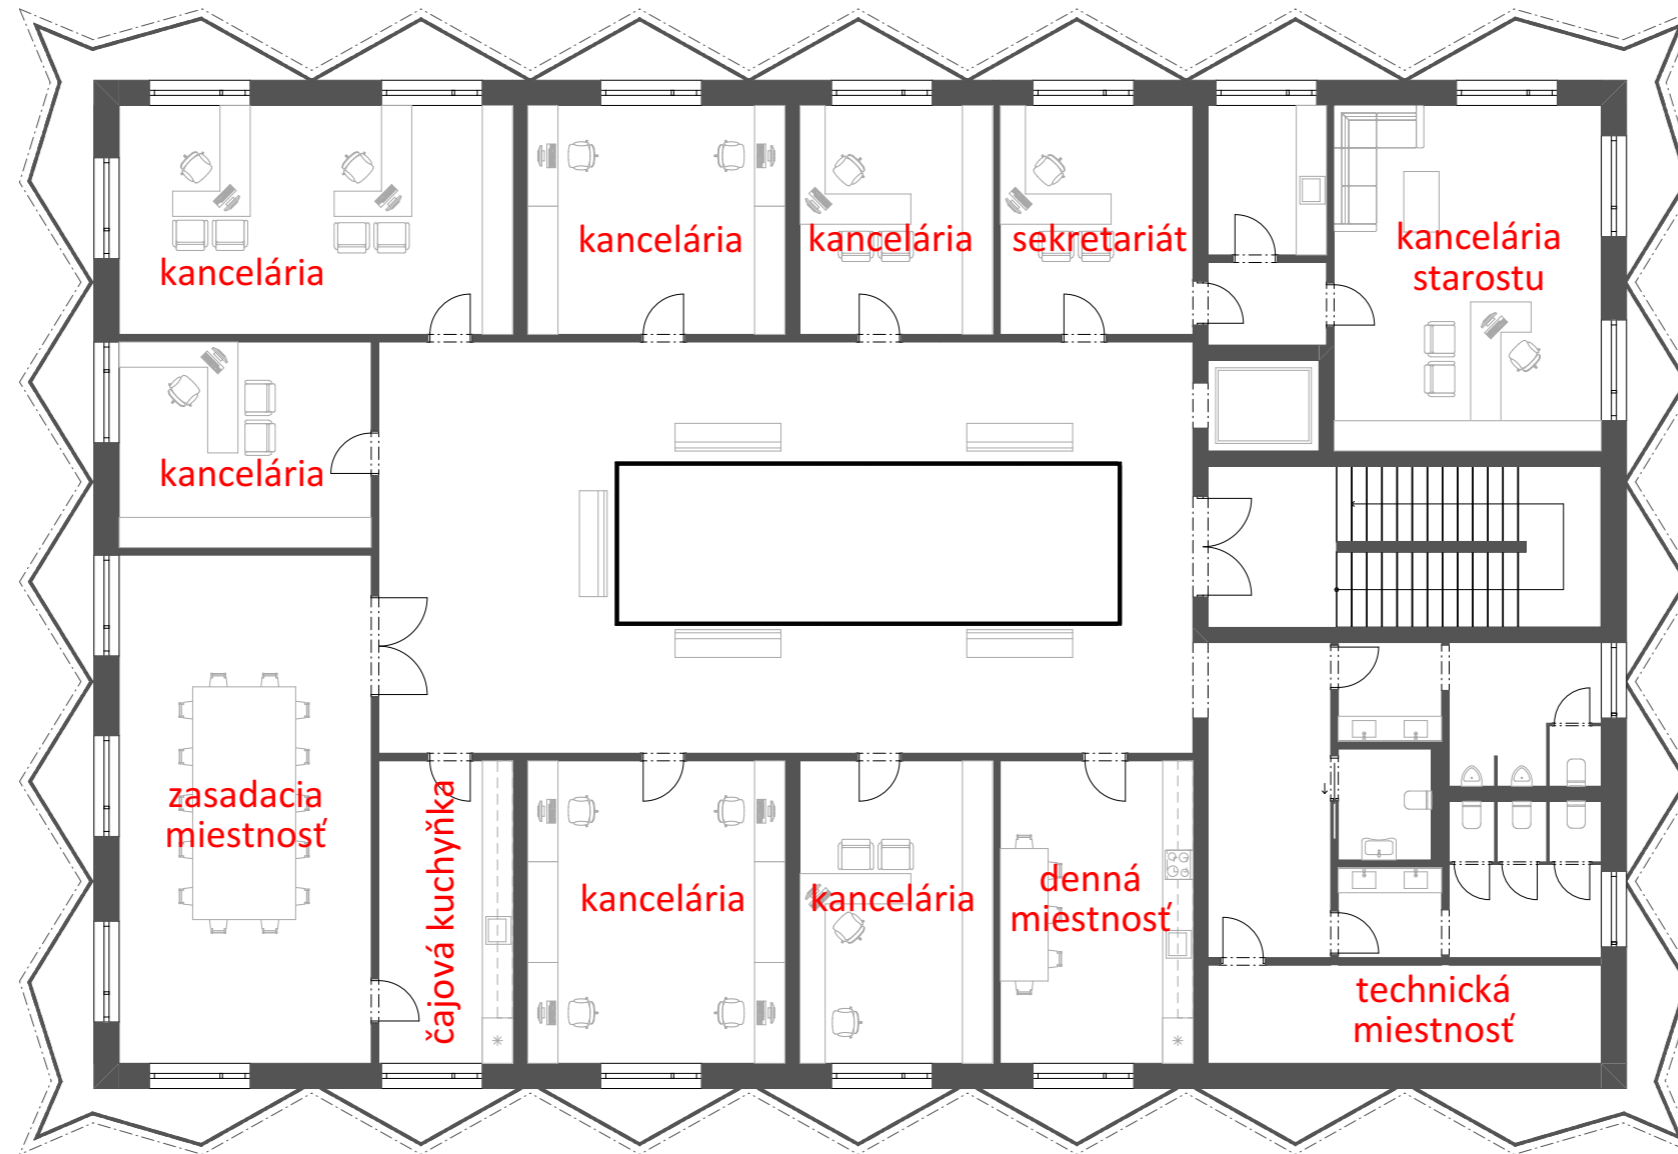 kancelária
kancelária
kancelária
sekretariát
kancelária
starostu
kancelária
zasadacia
miestnosť
čajová kuchyňka
kancelária
kancelária
denná
miestnosť
technická
miestnosť